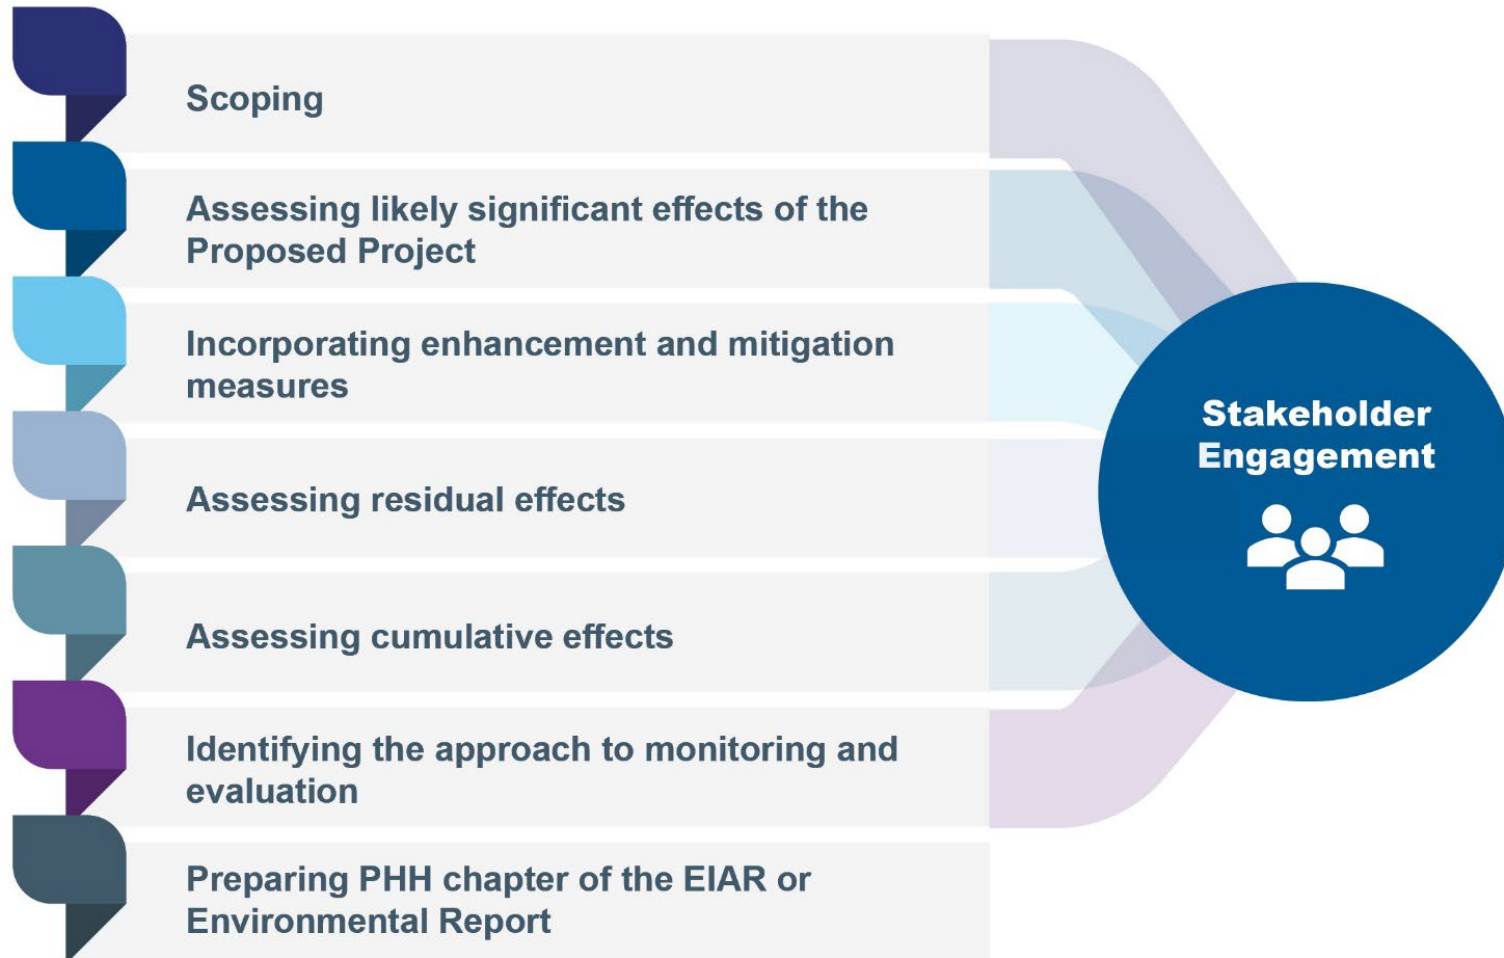 Scoping
Assessing likely significant effects of the
Proposed Project
Incorporating enhancement and mitigation
measures
Assessing residual effects
Assessing cumulative effects
Identifying the approach to monitoring and
evaluation
Preparing PHH chapter of the EIAR or
Environmental Report
Stakeholder
Engagement